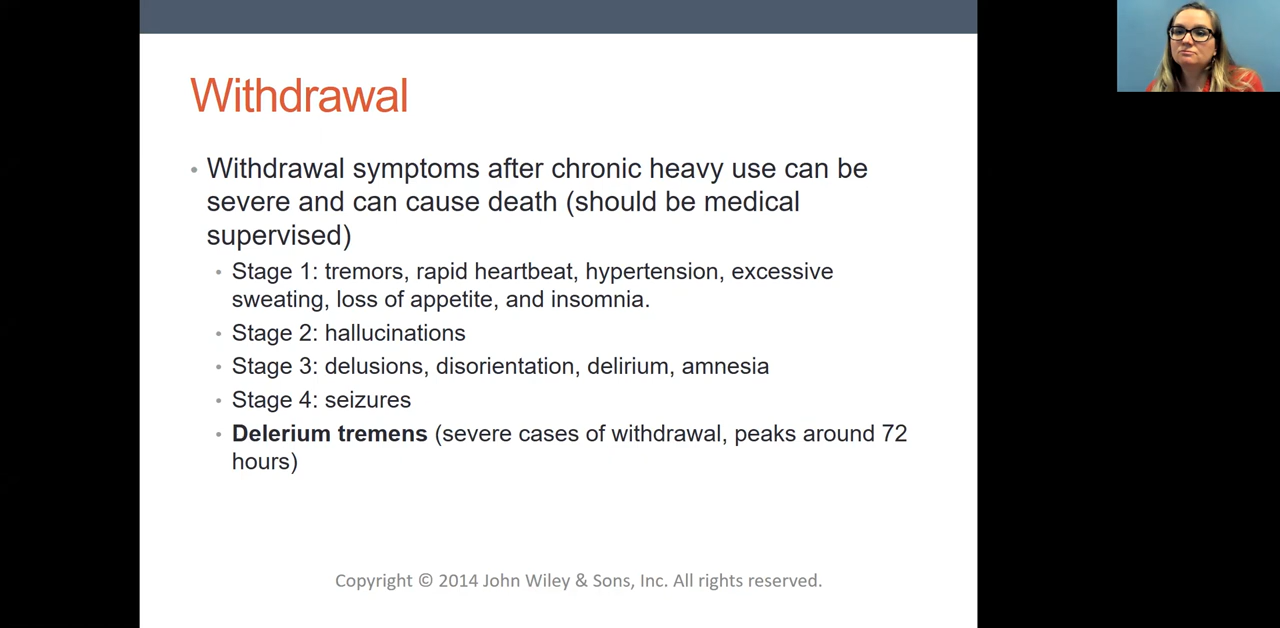 Withdrawal
• Withdrawal symptoms after chronic heavy use can be
severe and can cause death (should be medical
supervised)
• Stage 1: tremors, rapid heartbeat, hypertension, excessive
sweating, loss of appetite, and insomnia.
• Stage 2: hallucinations
• Stage 3: delusions, disorientation, delirium, amnesia
• Stage 4: seizures
• Delerium tremens (severe cases of withdrawal, peaks around 72
hours)
Copyright © 2014 John Wiley & Sons, Inc. All rights reserved.